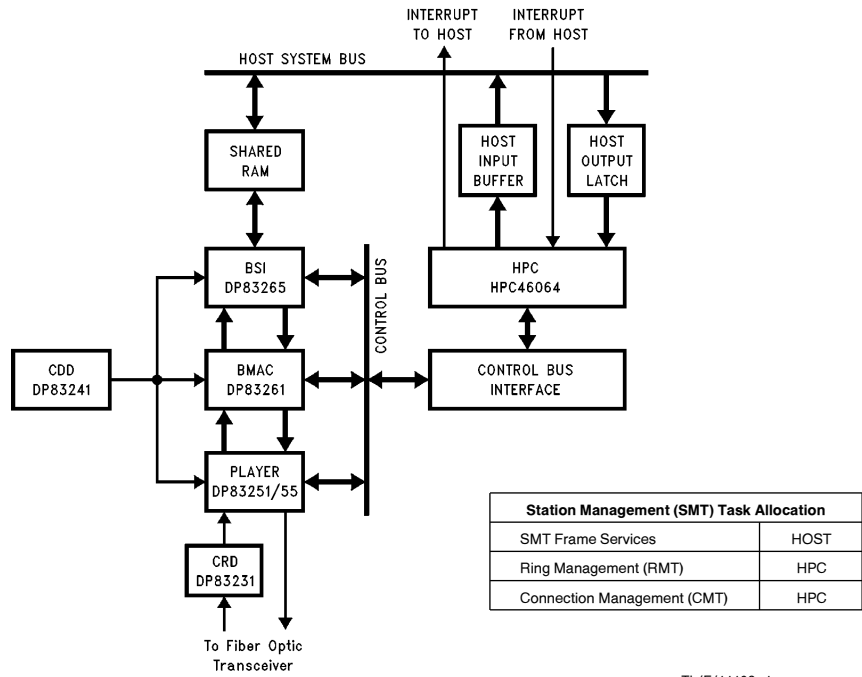 INTERRUPT
TO HOST
INTERRUPT
FROM HOST
HOST SYSTEM BUS
SHARED
RAM
HOST
INPUT
BUFFER
HOST
OUTPUT
LATCH
BSI
DP83265
CONTROL BUS
HPC
HPC46064
CDD
DP83241
BMAC
DP83261
CONTROL BUS
INTERFACE
PLAYER
DP83251/55
CRD
DP83231
To Fiber Optic
Transceiver
Station Management (SMT) Task Allocation
SMT Frame Services HOST
Ring Management (RMT) HPC
Connection Management (CMT) HPC